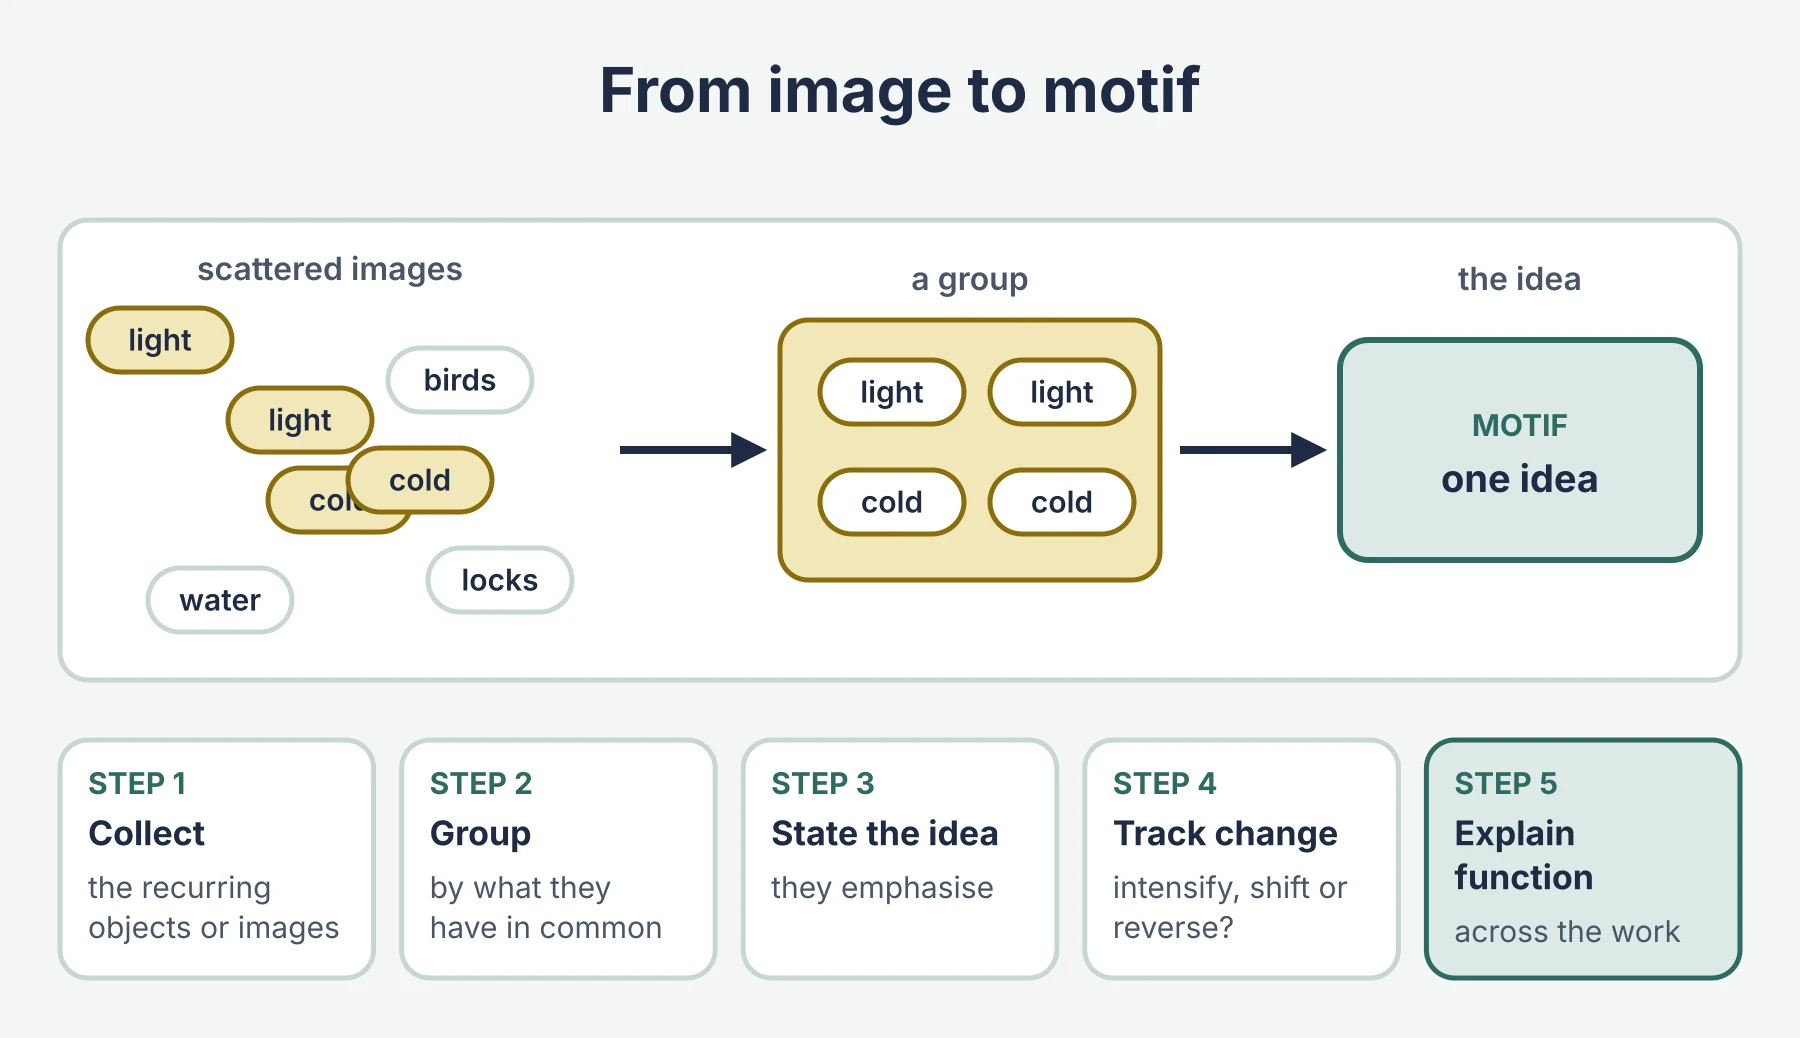 From image to motif
scattered images
light
birds
light
cold
water
locks
a group
light
light
cold
cold
the idea
MOTIF
one idea
STEP 1
Collect
the recurring
objects or images
STEP 2
Group
by what they
have in common
STEP 3
State the idea
they emphasise
STEP 4
Track change
intensify, shift or
reverse?
STEP 5
Explain
function
across the work